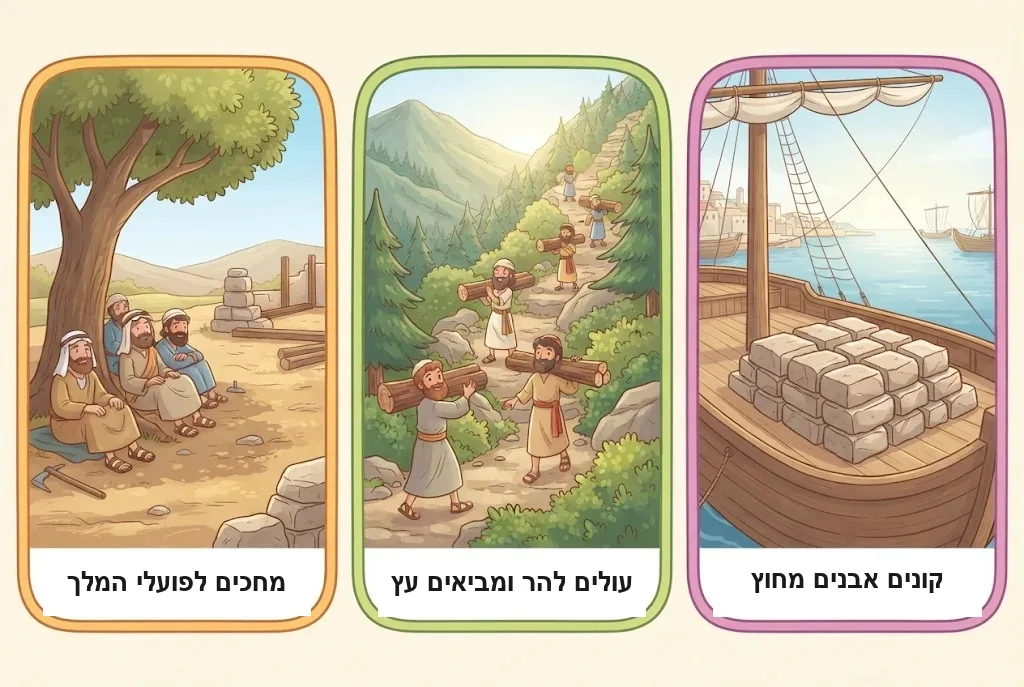 קונים אבנים מחוץ
עולים להר ומביאים עץ
מחכים לפועלי המלך